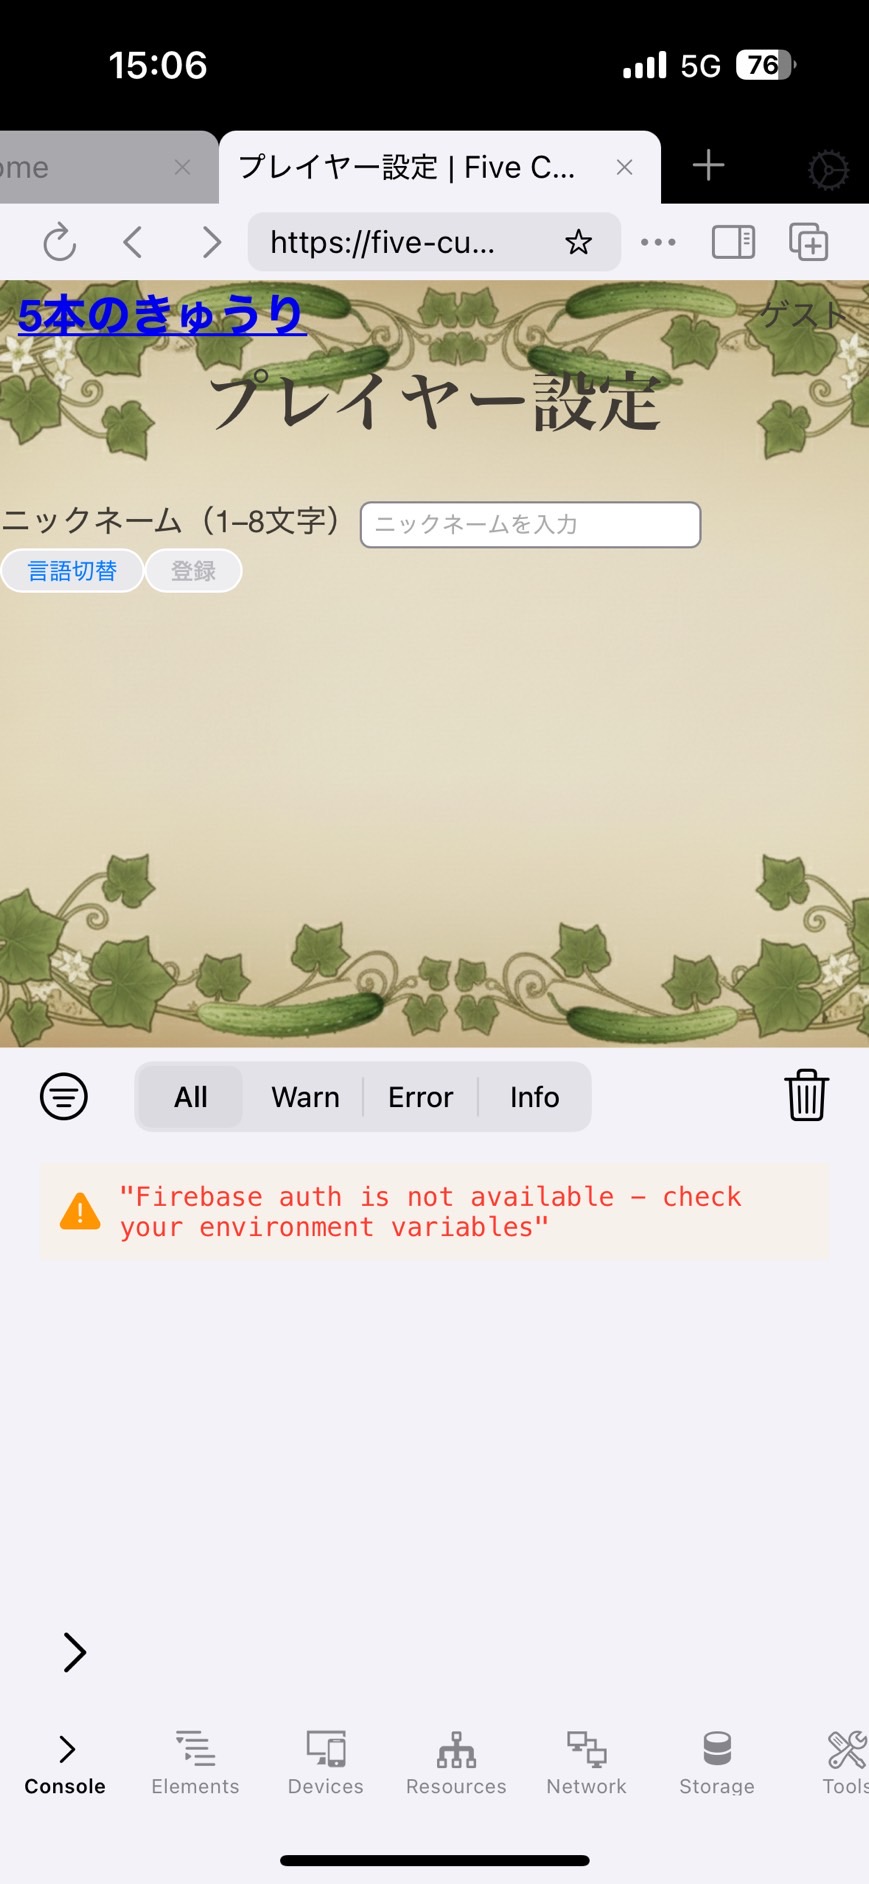 15:06
5G
76
ome
プレイヤー設定 | Five C...
https://five-cu...
5本のきゅうり
ゲスト
プレイヤー設定
ニックネーム（1–8文字）
ニックネームを入力
言語切替
登録
All
Warn
Error
Info
"Firebase auth is not available – check
your environment variables"
Console
Elements
Devices
Resources
Network
Storage
Tools